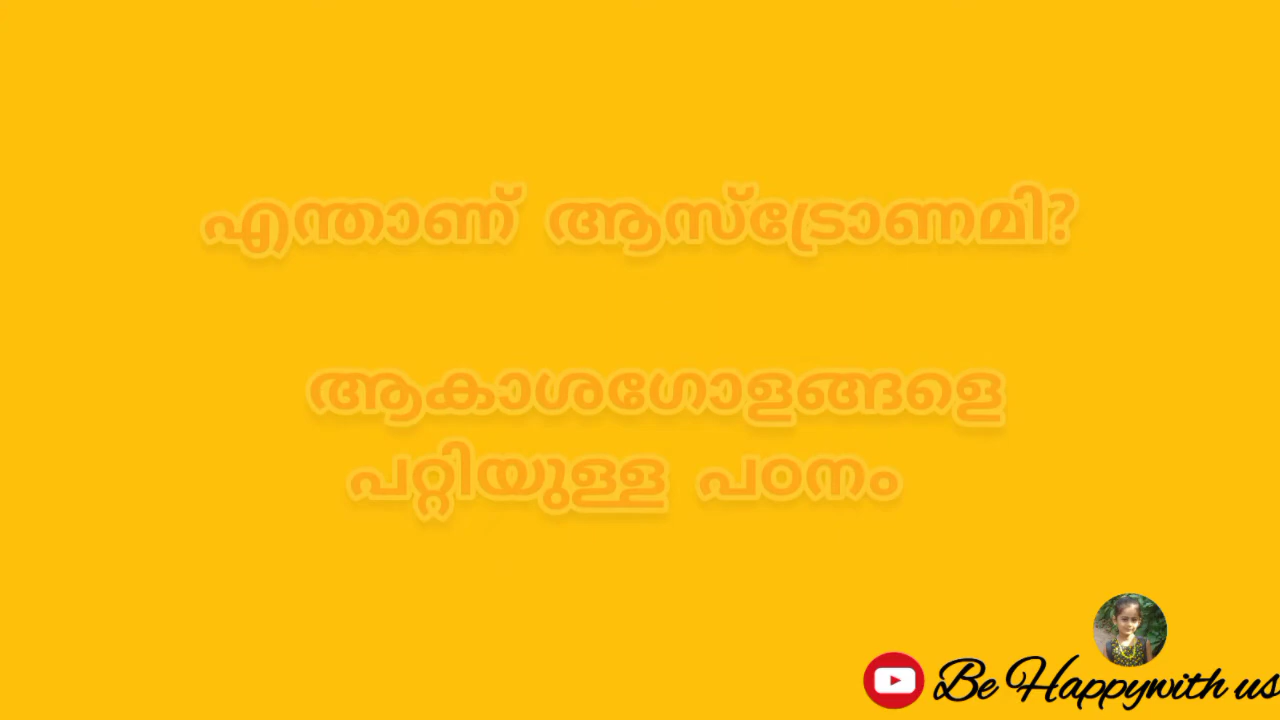 എന്താണ് ആസ്ട്രോണമി?
ആകാശഗോളങ്ങളെ
പറ്റിയുള്ള പഠനം
Be Happywith us